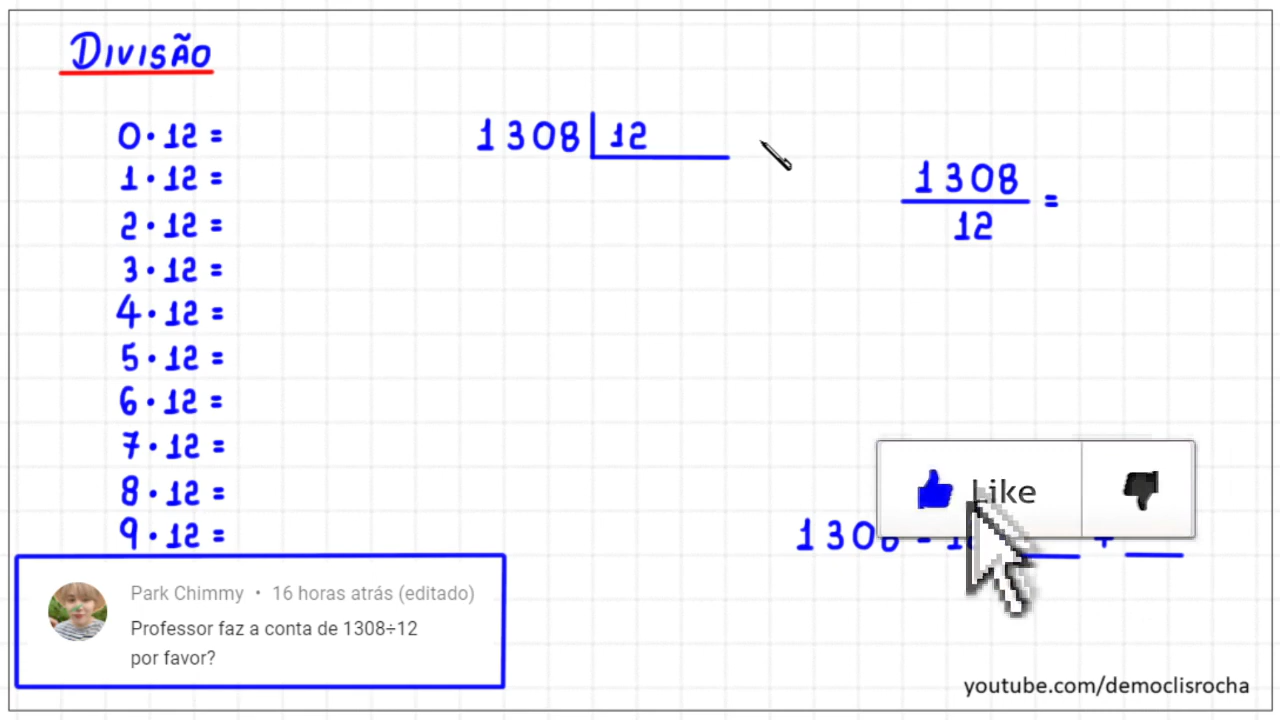 DIVISÃO
0 · 12 =
1 · 12 =
2 · 12 =
3 · 12 =
4 · 12 =
5 · 12 =
6 · 12 =
7 · 12 =
8 · 12 =
9 · 12 =
1308 12
1308
12
=
Like
Park Chimmy • 16 horas atrás (editado)
Professor faz a conta de 1308÷12
por favor?
youtube.com/democlisrocha